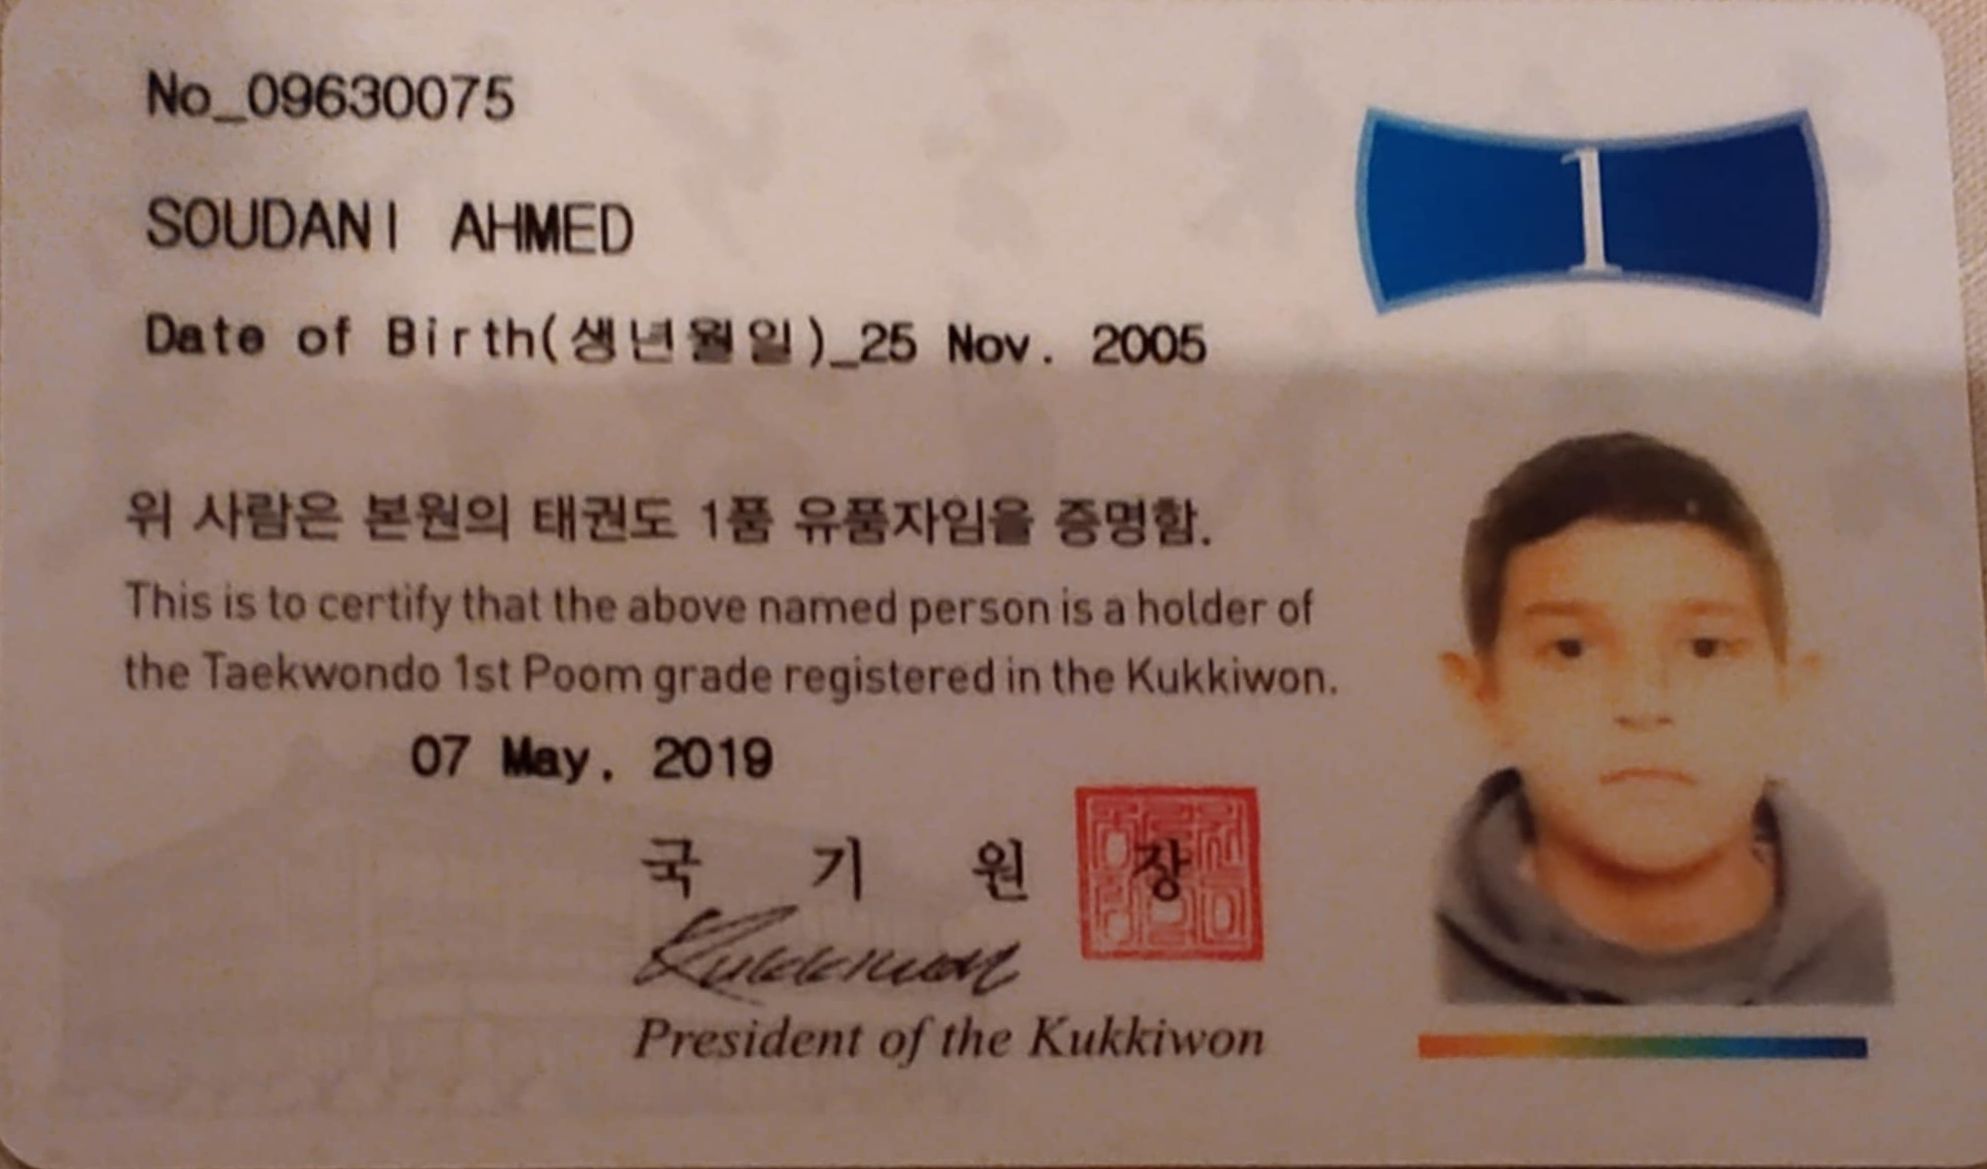 No_09630075
1
SOUDANI AHMED
Date of Birth(생년월일)_25 Nov. 2005
위 사람은 본원의 태권도 1품 유품자임을 증명함.
This is to certify that the above named person is a holder of
the Taekwondo 1st Poom grade registered in the Kukkiwon.
07 May. 2019
국 기 원 장
Kukkiwon
President of the Kukkiwon